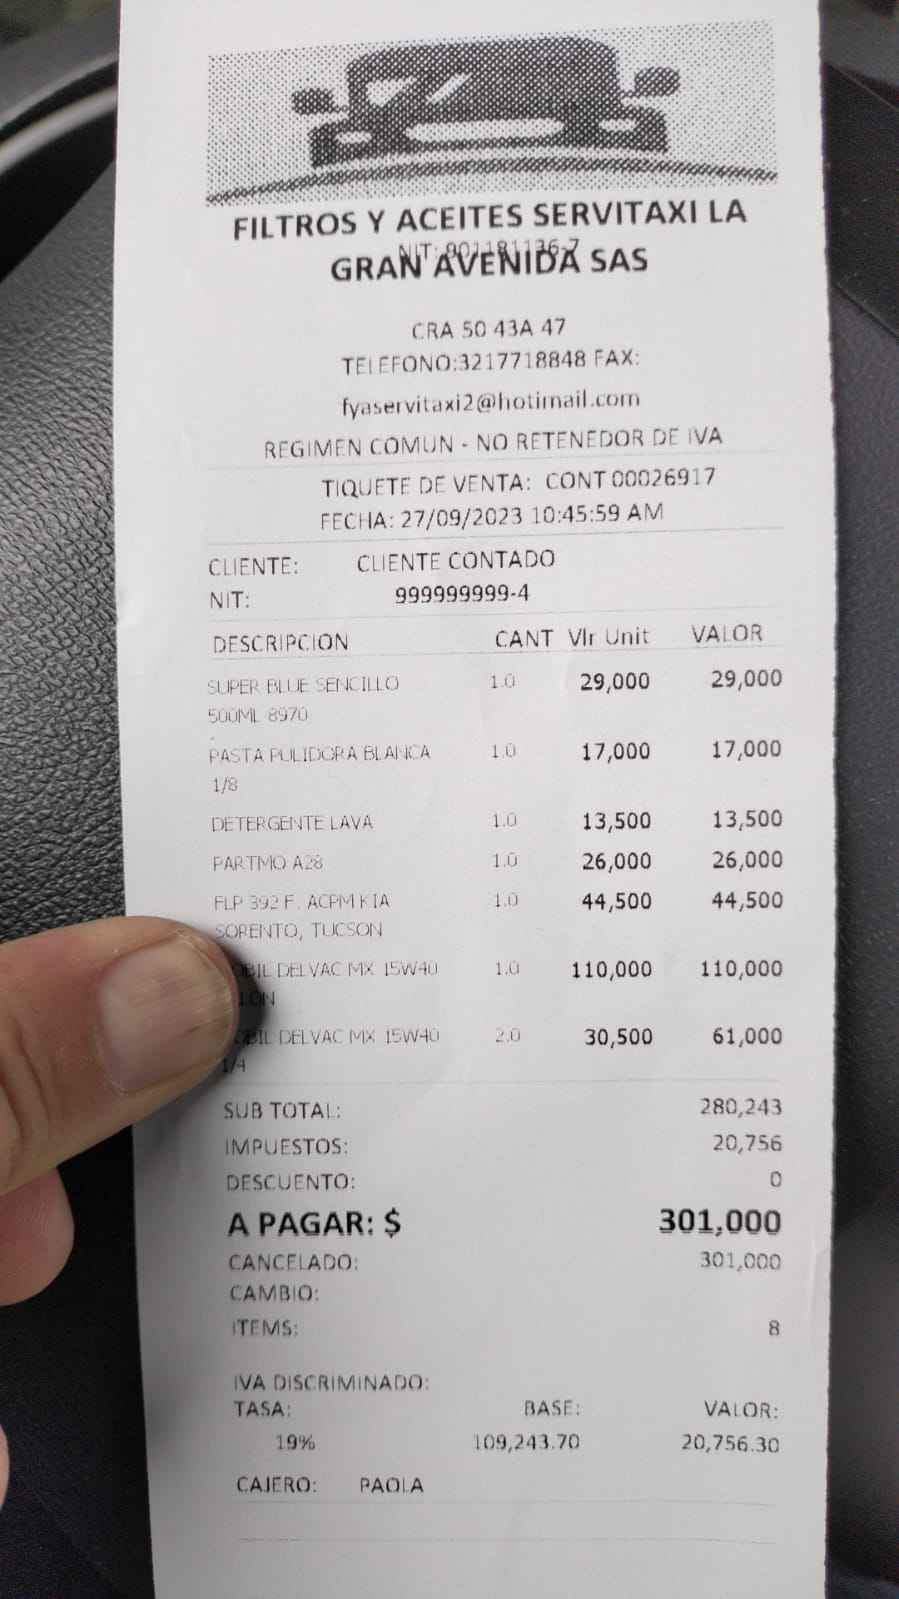 FILTROS Y ACEITES SERVITAXI LA
NIT: 901181136-7
GRAN AVENIDA SAS
CRA 50 43A 47
TELEFONO:3217718848 FAX:
fyaservitaxi2@hotimail.com
REGIMEN COMUN - NO RETENEDOR DE IVA
TIQUETE DE VENTA: CONT 00026917
FECHA: 27/09/2023 10:45:59 AM
CLIENTE: CLIENTE CONTADO
NIT: 999999999-4
DESCRIPCION CANT Vlr Unit VALOR
SUPER BLUE SENCILLO 1.0 29,000 29,000
500ML 8970
PASTA PULIDORA BLANCA 1.0 17,000 17,000
1/8
DETERGENTE LAVA 1.0 13,500 13,500
PARTMO A28 1.0 26,000 26,000
FLP 392 F. ACPM KIA 1.0 44,500 44,500
SORENTO, TUCSON
OBIL DELVAC MX 15W40 1.0 110,000 110,000
LON
OBIL DELVAC MX 15W40 2.0 30,500 61,000
1/4
SUB TOTAL: 280,243
IMPUESTOS: 20,756
DESCUENTO: 0
A PAGAR: $ 301,000
CANCELADO: 301,000
CAMBIO:
ITEMS: 8
IVA DISCRIMINADO:
TASA: BASE: VALOR:
19% 109,243.70 20,756.30
CAJERO: PAOLA